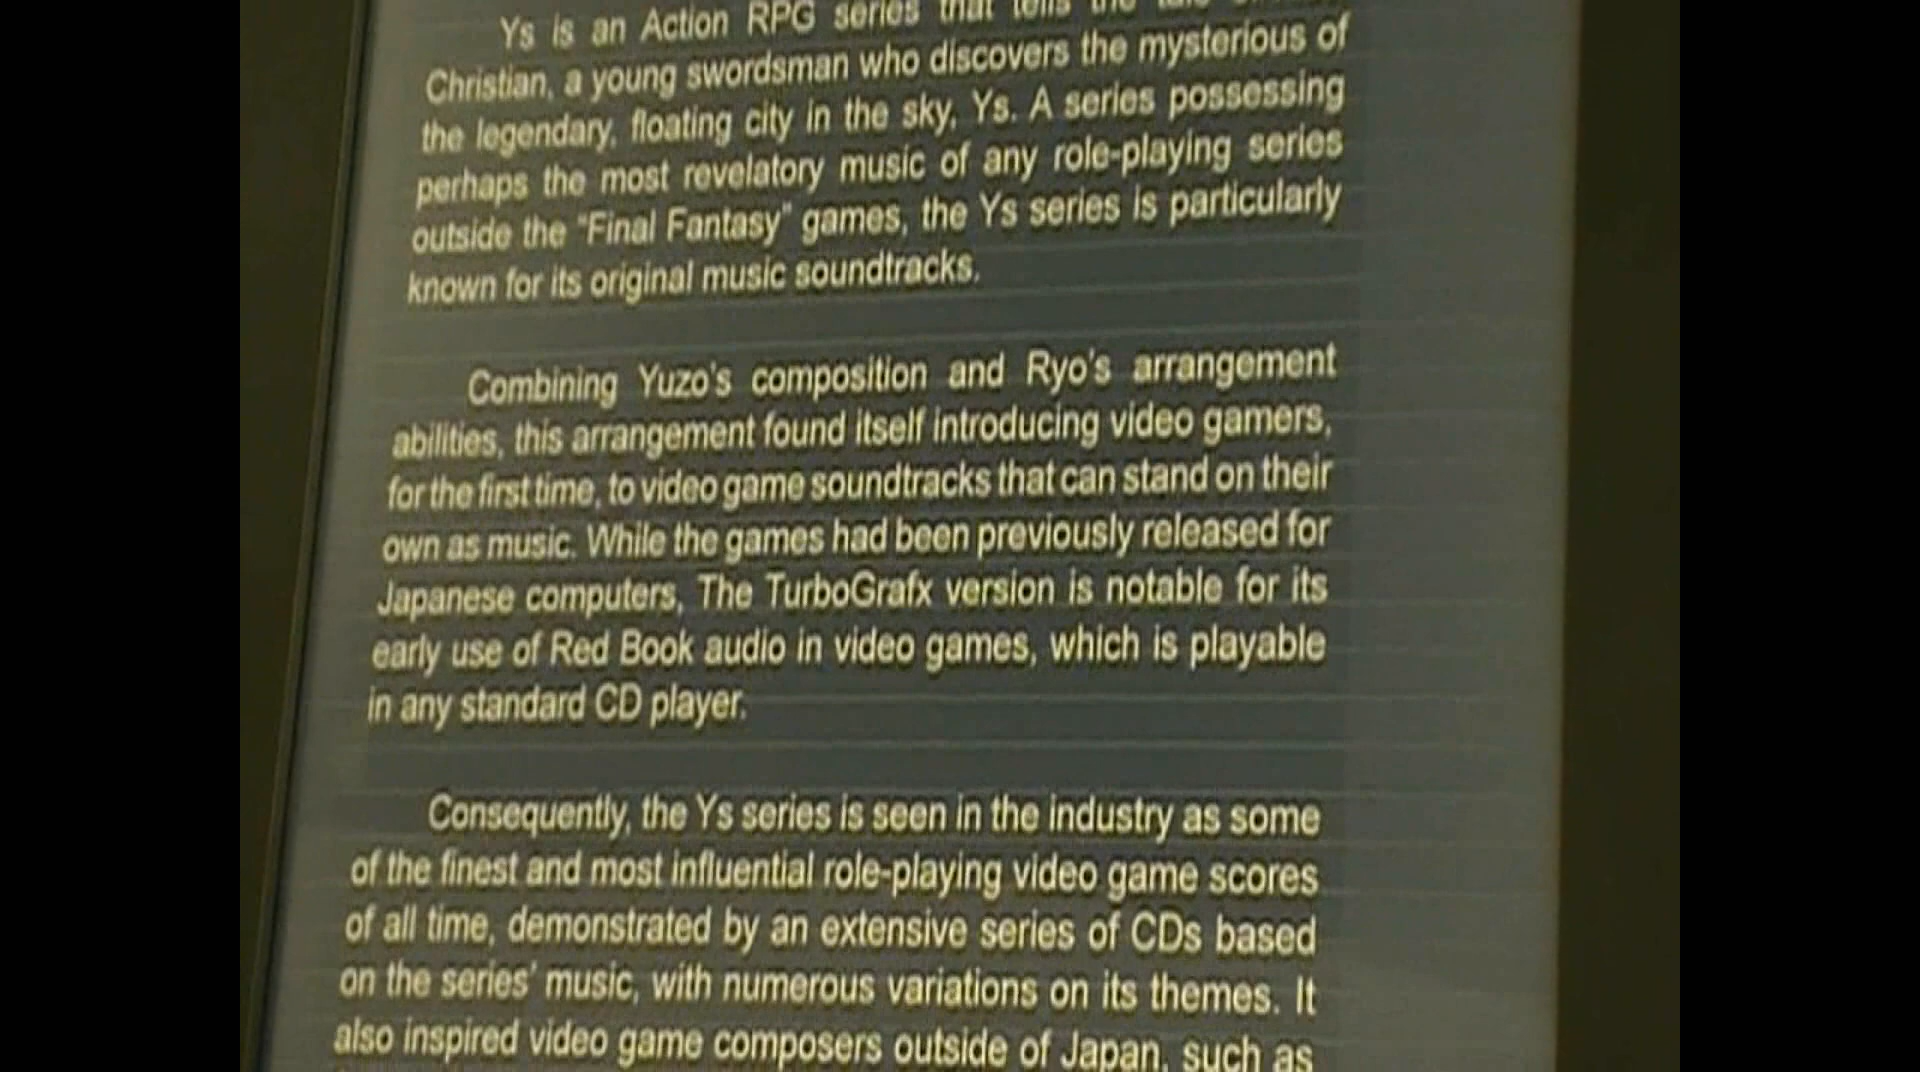 Ys is an Action RPG series that tells the tale
Christian, a young swordsman who discovers the mysterious of
the legendary, floating city in the sky, Ys. A series possessing
perhaps the most revelatory music of any role-playing series
outside the “Final Fantasy” games, the Ys series is particularly
known for its original music soundtracks.
Combining Yuzo's composition and Ryo's arrangement
abilities, this arrangement found itself introducing video gamers,
for the first time, to video game soundtracks that can stand on their
own as music. While the games had been previously released for
Japanese computers, The TurboGrafx version is notable for its
early use of Red Book audio in video games, which is playable
in any standard CD player.
Consequently, the Ys series is seen in the industry as some
of the finest and most influential role-playing video game scores
of all time, demonstrated by an extensive series of CDs based
on the series' music, with numerous variations on its themes. It
also inspired video game composers outside of Japan, such as